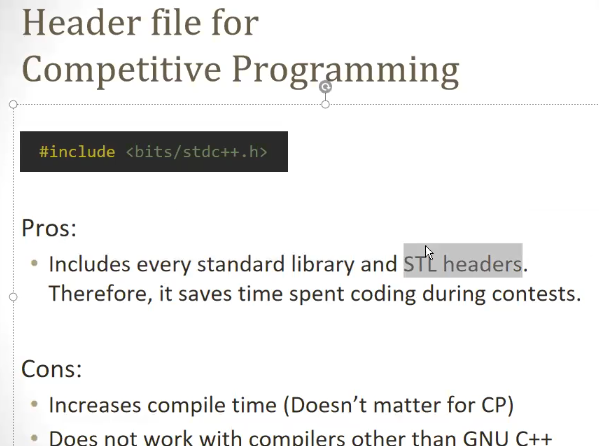 Header file for
Competitive Programming
#include <bits/stdc++.h>
Pros:
• Includes every standard library and STL headers.
Therefore, it saves time spent coding during contests.
Cons:
• Increases compile time (Doesn’t matter for CP)
• Does not work with compilers other than GNU C++